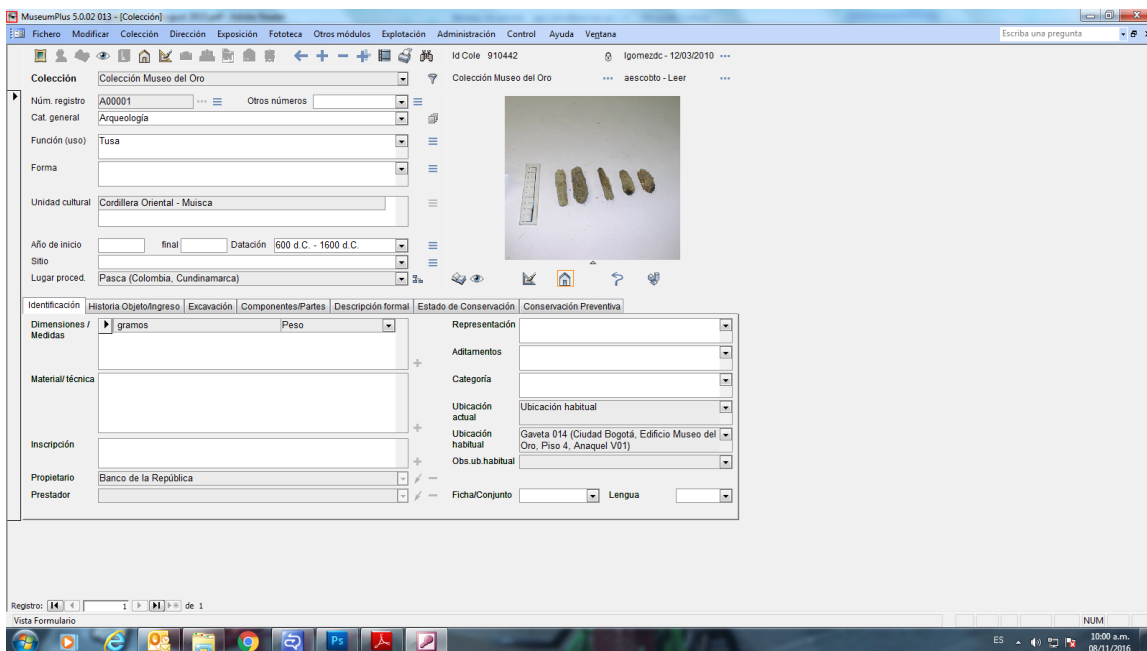 MuseumPlus 5.0.02 013 - [Colección]
Fichero Modificar Colección Dirección Exposición Fototeca Otros módulos Explotación Administración Control Ayuda Ventana Escriba una pregunta
Id Cole 910442 lgomezdc - 12/03/2010
Colección Colección Museo del Oro Colección Museo del Oro aescobto - Leer
Núm. registro A00001 Otros números
Cat. general Arqueología
Función (uso) Tusa
Forma
Unidad cultural Cordillera Oriental - Muisca
Año de inicio final Datación 600 d.C. - 1600 d.C.
Sitio
Lugar proced. Pasca (Colombia, Cundinamarca)
Identificación Historia Objeto/Ingreso Excavación Componentes/Partes Descripción formal Estado de Conservación Conservación Preventiva
Dimensiones / Medidas gramos Peso Representación
Aditamentos
Material/ técnica Categoría
Ubicación actual Ubicación habitual
Ubicación habitual Gaveta 014 (Ciudad Bogotá, Edificio Museo del Oro, Piso 4, Anaquel V01)
Inscripción
Obs.ub.habitual
Propietario Banco de la República
Prestador Ficha/Conjunto Lengua
Registro: 1 de 1
Vista Formulario NUM
Ps ES 10:00 a.m.
08/11/2016